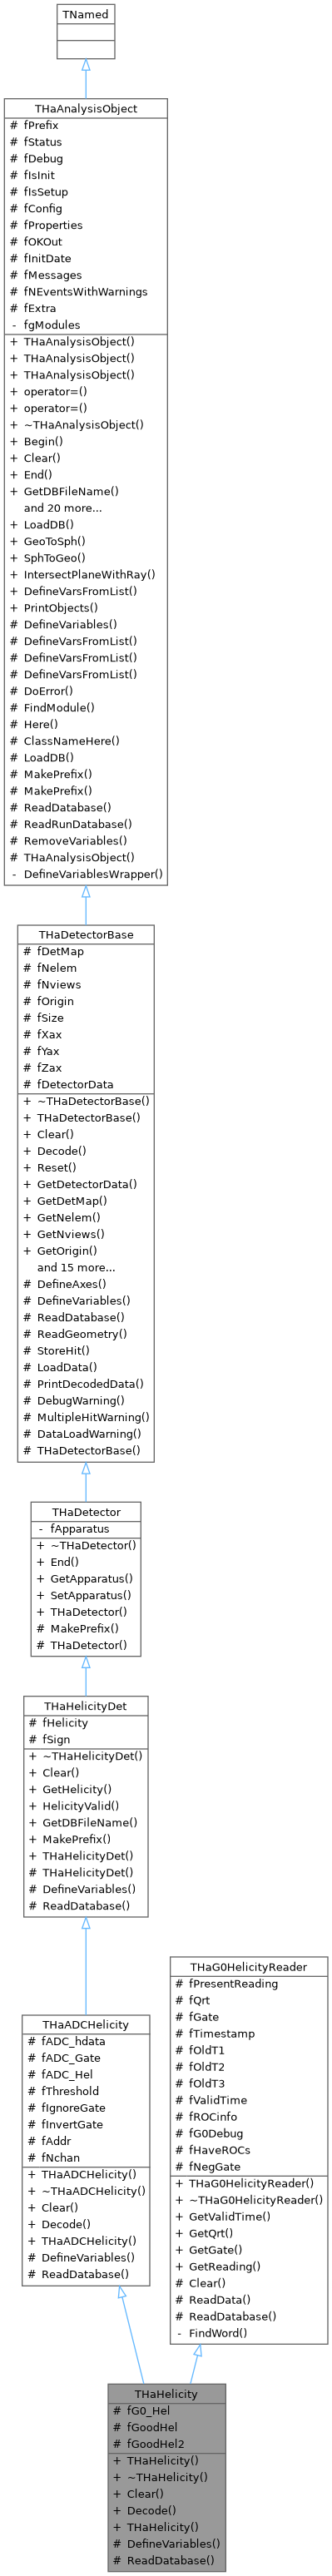 TNamed
THaAnalysisObject
# fPrefix
# fStatus
# fDebug
# fIsInit
# fIsSetup
# fConfig
# fProperties
# fOKOut
# fInitDate
# fMessages
# fNEventsWithWarnings
# fExtra
- fgModules
+ THaAnalysisObject()
+ THaAnalysisObject()
+ THaAnalysisObject()
+ operator=()
+ operator=()
+ ~THaAnalysisObject()
+ Begin()
+ Clear()
+ End()
+ GetDBFileName()
and 20 more...
+ LoadDB()
+ GeoToSph()
+ SphToGeo()
+ IntersectPlaneWithRay()
+ DefineVarsFromList()
+ PrintObjects()
# DefineVariables()
# DefineVarsFromList()
# DefineVarsFromList()
# DefineVarsFromList()
# DoError()
# FindModule()
# Here()
# ClassNameHere()
# LoadDB()
# MakePrefix()
# MakePrefix()
# ReadDatabase()
# ReadRunDatabase()
# RemoveVariables()
# THaAnalysisObject()
- DefineVariablesWrapper()
THaDetectorBase
# fDetMap
# fNelem
# fNviews
# fOrigin
# fSize
# fXax
# fYax
# fZax
# fDetectorData
+ ~THaDetectorBase()
+ THaDetectorBase()
+ Clear()
+ Decode()
+ Reset()
+ GetDetectorData()
+ GetDetMap()
+ GetNelem()
+ GetNviews()
+ GetOrigin()
and 15 more...
# DefineAxes()
# DefineVariables()
# ReadDatabase()
# ReadGeometry()
# StoreHit()
# LoadData()
# PrintDecodedData()
# DebugWarning()
# MultipleHitWarning()
# DataLoadWarning()
# THaDetectorBase()
THaDetector
- fApparatus
+ ~THaDetector()
+ End()
+ GetApparatus()
+ SetApparatus()
+ THaDetector()
# MakePrefix()
# THaDetector()
THaHelicityDet
# fHelicity
# fSign
+ ~THaHelicityDet()
+ Clear()
+ GetHelicity()
+ HelicityValid()
+ GetDBFileName()
+ MakePrefix()
+ THaHelicityDet()
# THaHelicityDet()
# DefineVariables()
# ReadDatabase()
THaADCHelicity
# fADC_hdata
# fADC_Gate
# fADC_Hel
# fThreshold
# fIgnoreGate
# fInvertGate
# fAddr
# fNchan
+ THaADCHelicity()
+ ~THaADCHelicity()
+ Clear()
+ Decode()
+ THaADCHelicity()
# DefineVariables()
# ReadDatabase()
THaG0HelicityReader
# fPresentReading
# fQrt
# fGate
# fTimestamp
# fOldT1
# fOldT2
# fOldT3
# fValidTime
# fROCinfo
# fG0Debug
# fHaveROCs
# fNegGate
+ THaG0HelicityReader()
+ ~THaG0HelicityReader()
+ GetValidTime()
+ GetQrt()
+ GetGate()
+ GetReading()
# Clear()
# ReadData()
# ReadDatabase()
- FindWord()
THaHelicity
# fG0_Hel
# fGoodHel
# fGoodHel2
+ THaHelicity()
+ ~THaHelicity()
+ Clear()
+ Decode()
+ THaHelicity()
# DefineVariables()
# ReadDatabase()